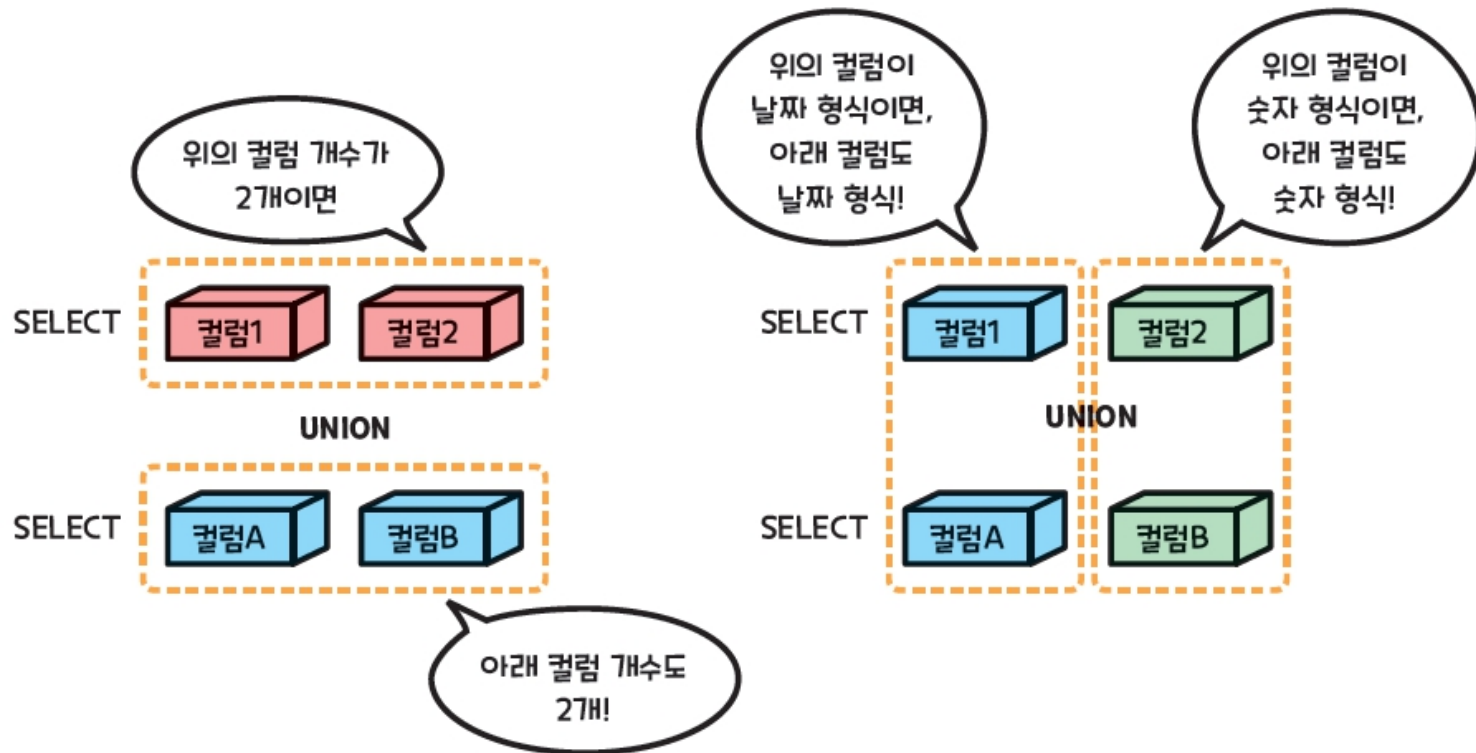 위의 컬럼 개수가
2개이면
SELECT 컬럼1 컬럼2
UNION
SELECT 컬럼A 컬럼B
아래 컬럼 개수도
2개!
위의 컬럼이
날짜 형식이면,
아래 컬럼도
날짜 형식!
위의 컬럼이
숫자 형식이면,
아래 컬럼도
숫자 형식!
SELECT 컬럼1 컬럼2
UNION
SELECT 컬럼A 컬럼B